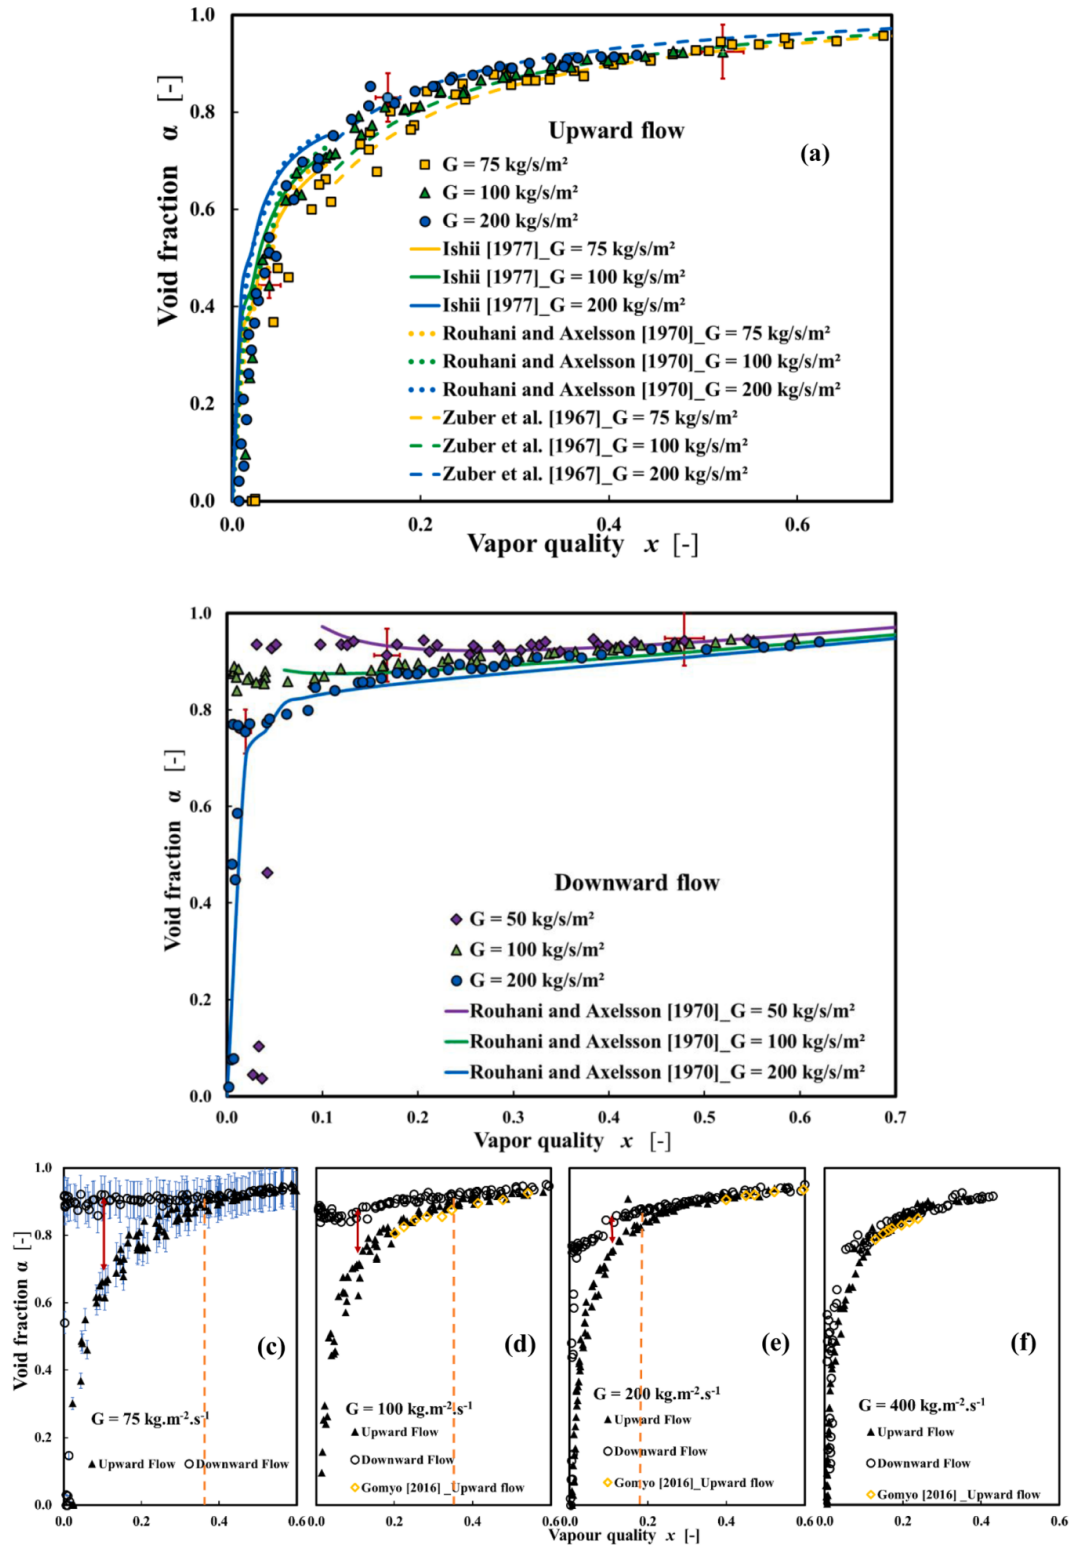 1.0
0.8
0.6
0.4
0.2
0.0
Void fraction α [-]
Upward flow
(a)
G = 75 kg/s/m²
G = 100 kg/s/m²
G = 200 kg/s/m²
Ishii [1977]_G = 75 kg/s/m²
Ishii [1977]_G = 100 kg/s/m²
Ishii [1977]_G = 200 kg/s/m²
Rouhani and Axelsson [1970]_G = 75 kg/s/m²
Rouhani and Axelsson [1970]_G = 100 kg/s/m²
Rouhani and Axelsson [1970]_G = 200 kg/s/m²
Zuber et al. [1967]_G = 75 kg/s/m²
Zuber et al. [1967]_G = 100 kg/s/m²
Zuber et al. [1967]_G = 200 kg/s/m²
0.0 0.2 0.4 0.6
Vapor quality x [-]
1.0
0.8
0.6
0.4
0.2
0.0
Void fraction α [-]
Downward flow
G = 50 kg/s/m²
G = 100 kg/s/m²
G = 200 kg/s/m²
Rouhani and Axelsson [1970]_G = 50 kg/s/m²
Rouhani and Axelsson [1970]_G = 100 kg/s/m²
Rouhani and Axelsson [1970]_G = 200 kg/s/m²
0.0 0.1 0.2 0.3 0.4 0.5 0.6 0.7
Vapor quality x [-]
1.0
0.8
0.6
0.4
0.2
0.0
Void fraction α [-]
(c)
G = 75 kg.m⁻².s⁻¹
Upward Flow Downward Flow
0.0 0.2 0.4 0.6
(d)
G = 100 kg.m⁻².s⁻¹
Upward Flow
Downward Flow
Gomyo [2016] _Upward flow
0.0 0.2 0.4 0.6
(e)
G = 200 kg.m⁻².s⁻¹
Upward Flow
Downward Flow
Gomyo [2016]_Upward flow
0.0 0.2 0.4 0.6
(f)
G = 400 kg.m⁻².s⁻¹
Upward Flow
Downward Flow
Gomyo [2016] _Upward flow
0.0 0.2 0.4 0.6
Vapour quality x [-]